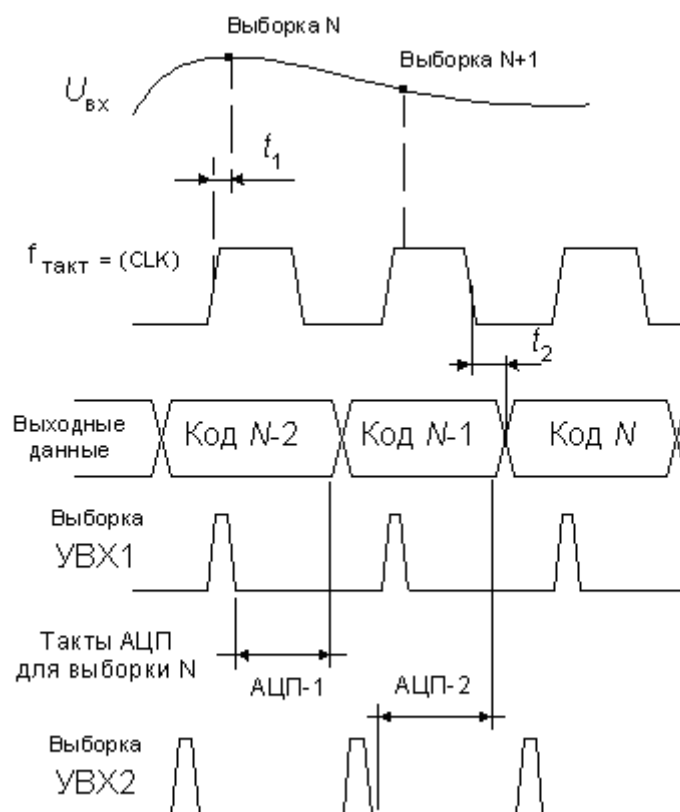 Выборка N
Выборка N+1
Uвх
t1
fтакт = (CLK)
t2
Выходные
данные
Код N-2
Код N-1
Код N
Выборка
УВХ1
Такты АЦП
для выборки N
АЦП-1
АЦП-2
Выборка
УВХ2